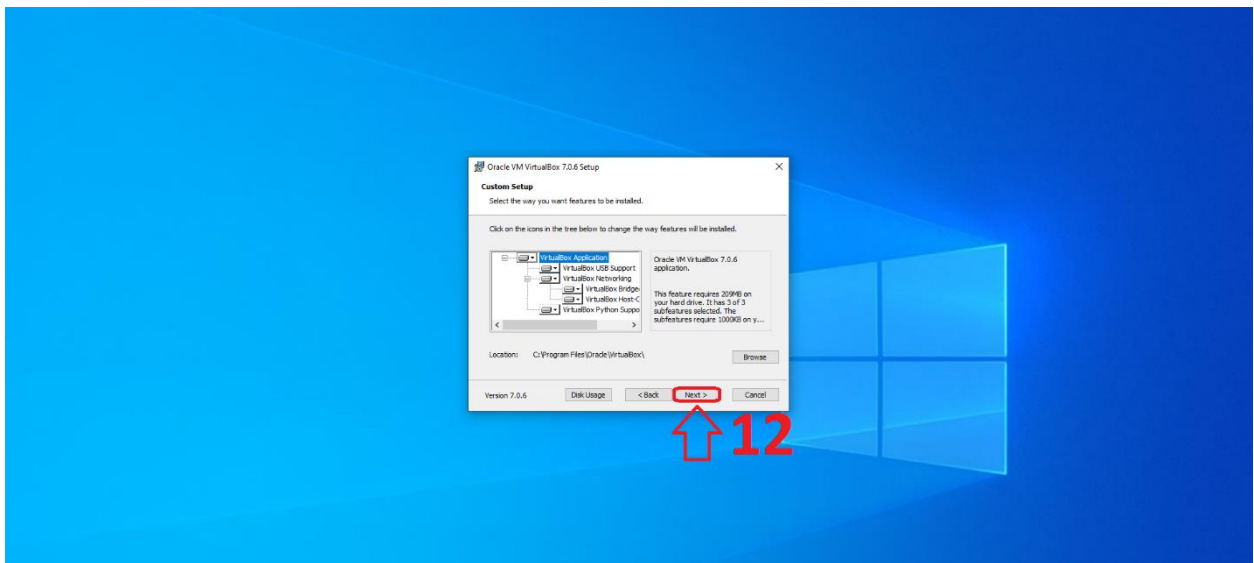 Oracle VM VirtualBox 7.0.6 Setup
Custom Setup
Select the way you want features to be installed.
Click on the icons in the tree below to change the way features will be installed.
VirtualBox Application
VirtualBox USB Support
VirtualBox Networking
VirtualBox Bridge
VirtualBox Host-C
VirtualBox Python Suppo
Oracle VM VirtualBox 7.0.6
application.
This feature requires 209MB on
your hard drive. It has 3 of 3
subfeatures selected. The
subfeatures require 1000KB on y...
Location: C:\Program Files\Oracle\VirtualBox\
Browse
Version 7.0.6
Disk Usage
< Back
Next >
Cancel
12